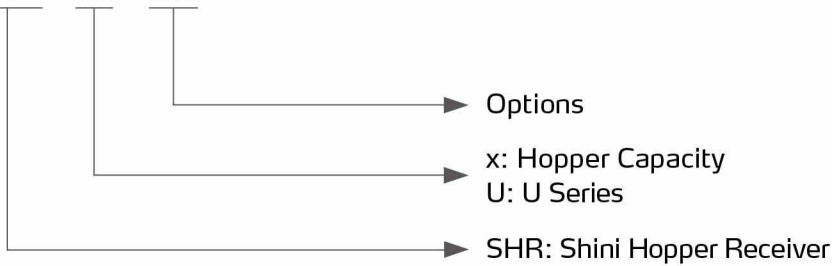 Options
x: Hopper Capacity
U: U Series
SHR: Shini Hopper Receiver